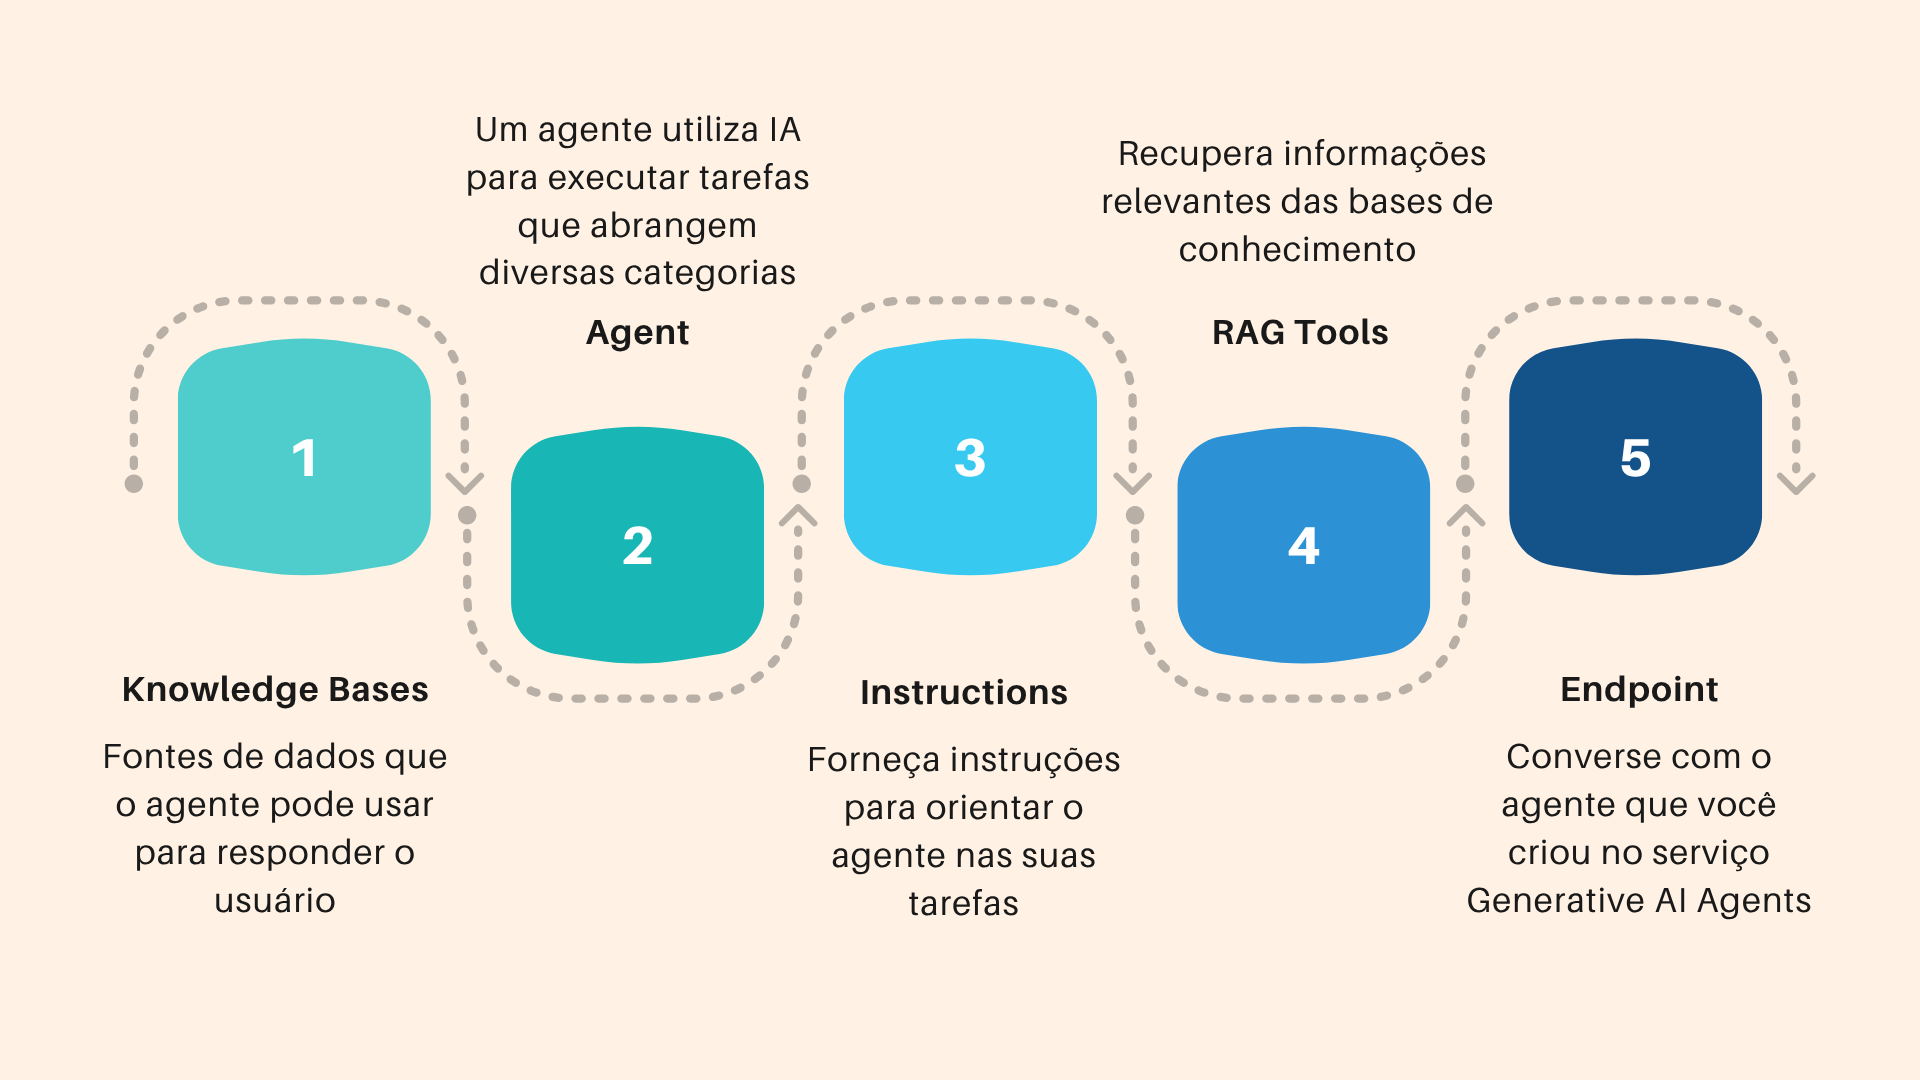 1
Knowledge Bases
Fontes de dados que
o agente pode usar
para responder o
usuário
Um agente utiliza IA
para executar tarefas
que abrangem
diversas categorias
Agent
2
3
Instructions
Forneça instruções
para orientar o
agente nas suas
tarefas
Recupera informações
relevantes das bases de
conhecimento
RAG Tools
4
5
Endpoint
Converse com o
agente que você
criou no serviço
Generative AI Agents